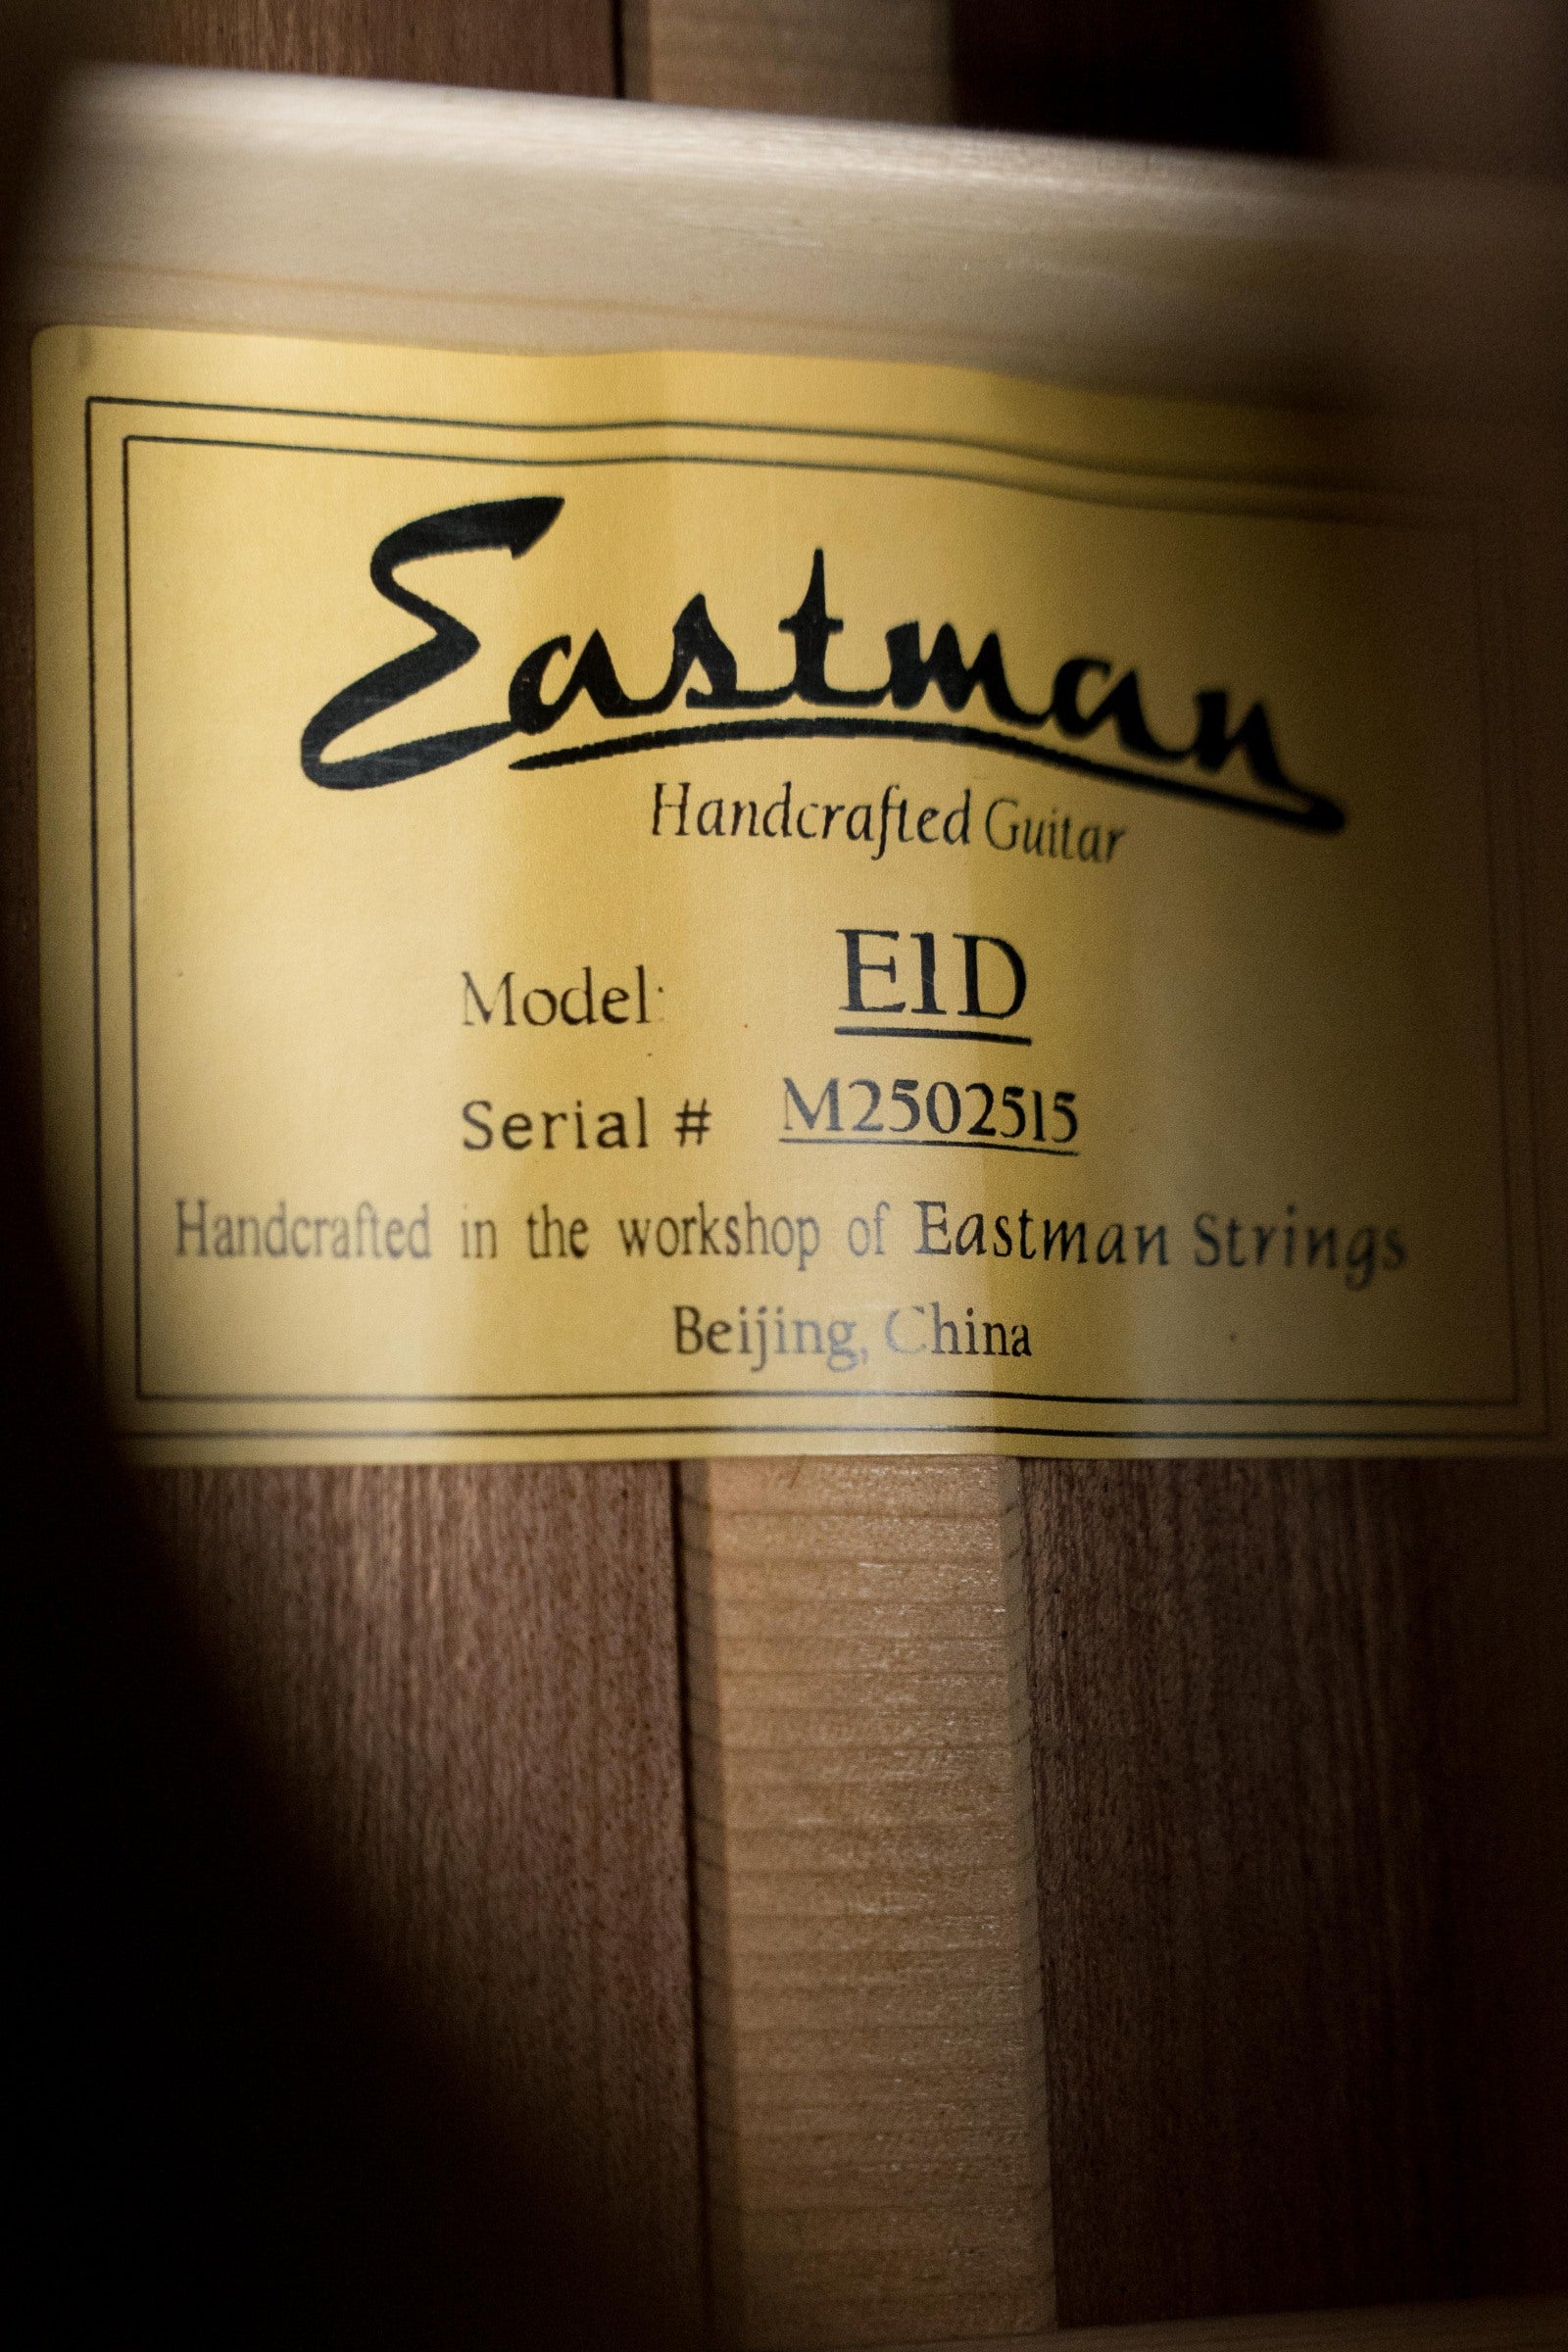 Eastman
Handcrafted Guitar
Model: E1D
Serial # M2502515
Handcrafted in the workshop of Eastman Strings
Beijing, China